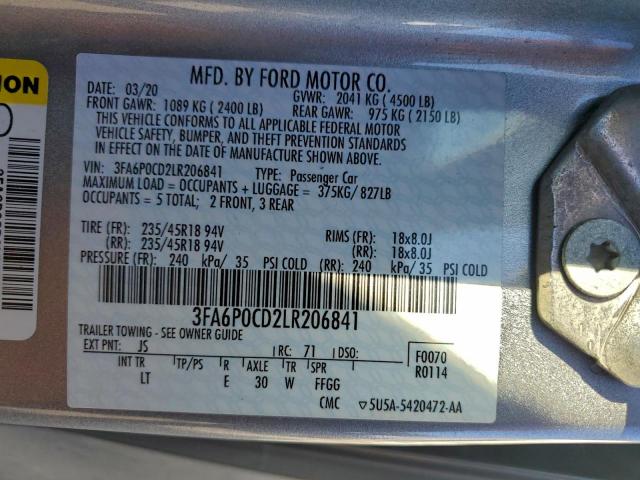 MFD. BY FORD MOTOR CO.
03/20 GVWR: 2041 KG ( 4500 LB)
FRONT GAWR: 1089 KG ( 2400 LB) REAR GAWR: 975 KG ( 2150 LB)
THIS VEHICLE CONFORMS TO ALL APPLICABLE FEDERAL MOTOR
VEHICLE SAFETY, BUMPER, AND THEFT PREVENTION STANDARDS
IN EFFECT ON THE DATE OF MANUFACTURE SHOWN ABOVE.
VIN: 3FA6P0CD2LR206841 TYPE: Passenger Car
MAXIMUM LOAD = OCCUPANTS + LUGGAGE = 375KG/ 827LB
OCCUPANTS = 5 TOTAL; 2 FRONT, 3 REAR
TIRE (FR): 235/45R18 94V RIMS (FR): 18x8.0J
(RR): 235/45R18 94V (RR): 18x8.0J
PRESSURE (FR): 240 kPa/ 35 PSI COLD (RR): 240 kPa/ 35 PSI COLD
3FA6P0CD2LR206841
TRAILER TOWING - SEE OWNER GUIDE
EXT PNT: JS RC: 71 DSO: F0070
INT TR TP/PS R AXLE TR SPR R0114
LT E 30 W FFGG
CMC 5U5A-5420472-AA
ION